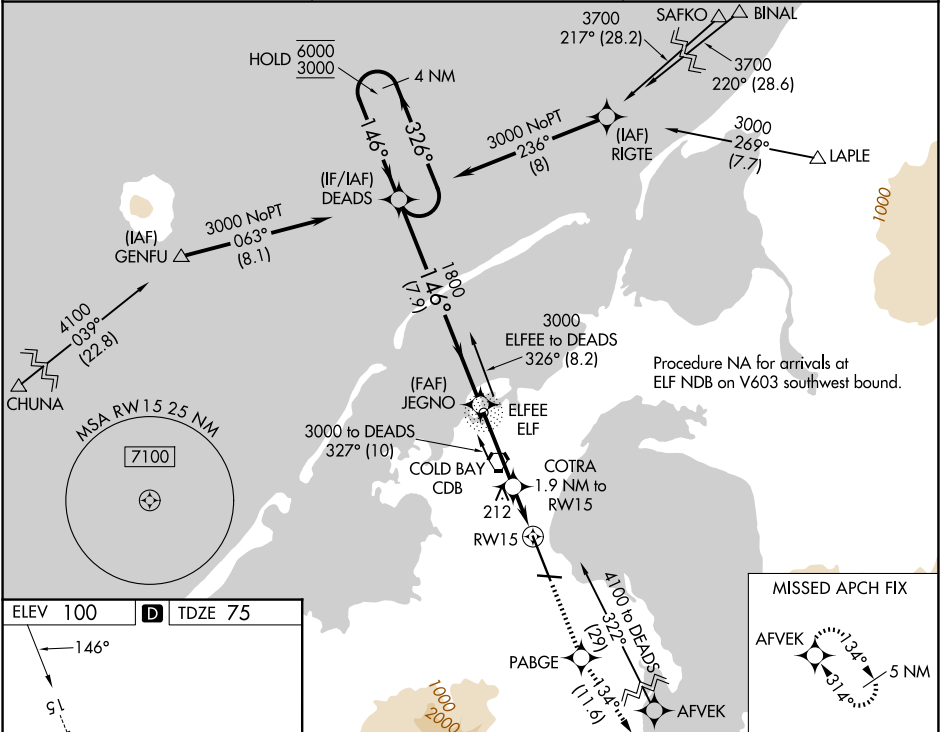 SAFKO
BINAL
3700
217° (28.2)
3700
220° (28.6)
HOLD 6000
3000
4 NM
146°
326°
3000 NoPT
236°
(8)
(IAF)
RIGTE
3000
269°
(7.7)
LAPLE
1000
(IF/IAF)
DEADS
3000 NoPT
063°
(8.1)
(IAF)
GENFU
4100
039°
(22.8)
CHUNA
1800
146°
(7.9)
3000
ELFEE to DEADS
326° (8.2)
Procedure NA for arrivals at
ELF NDB on V603 southwest bound.
(FAF)
JEGNO
ELFEE
ELF
3000 to DEADS
327° (10)
COLD BAY
CDB
COTRA
1.9 NM to
RW15
212
RW15
MSA RW15 25 NM
7100
4100 to DEADS
322°
(29)
PABGE
134°
(11.6)
AFVEK
1000
2000
MISSED APCH FIX
AFVEK
134°
314°
5 NM
ELEV 100
D
TDZE 75
146°
15